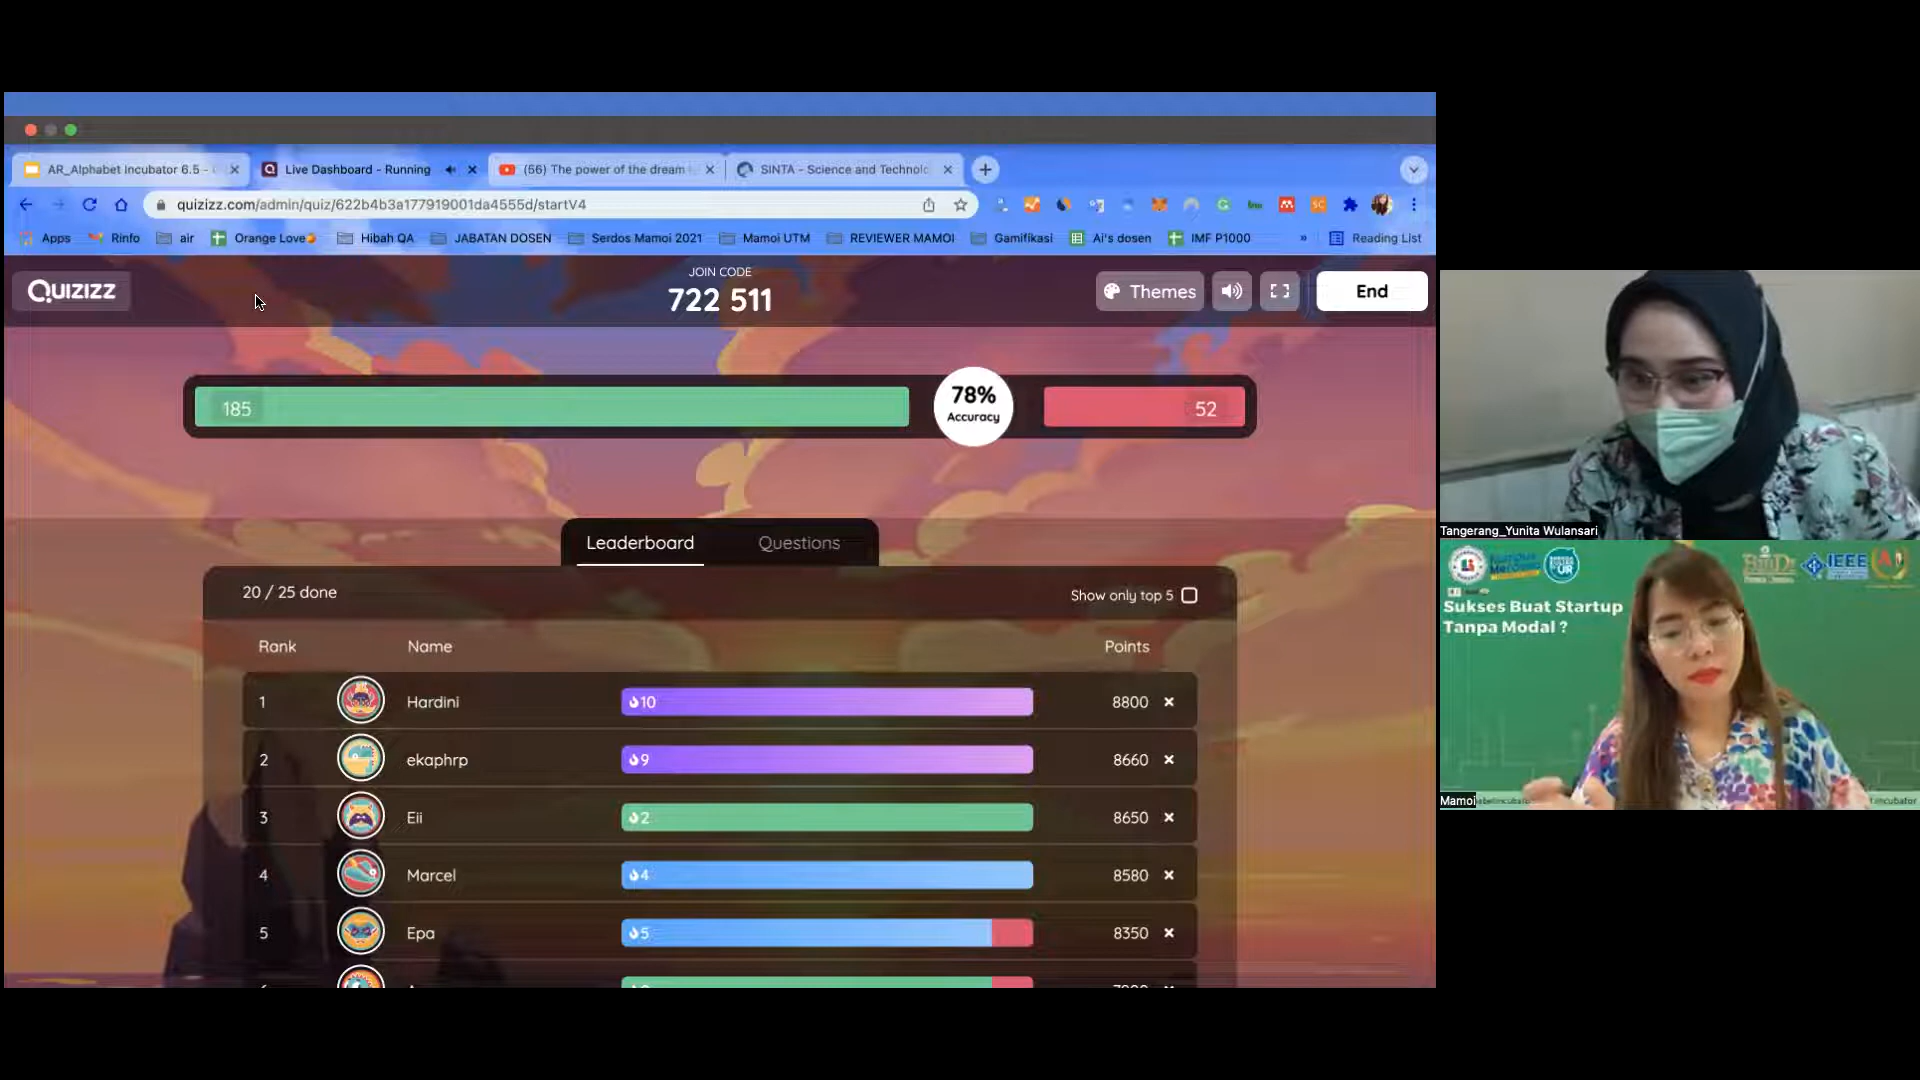 AR_Alphabet Incubator 6.5 -
Live Dashboard - Running
(56) The power of the dream
SINTA - Science and Technolo
quizizz.com/admin/quiz/622b4b3a177919001da4555d/startV4
Apps
Rinfo
air
Orange Love
Hibah QA
JABATAN DOSEN
Serdos Mamoi 2021
Mamoi UTM
REVIEWER MAMOI
Gamifikasi
Ai's dosen
IMF P1000
»
Reading List
Quizizz
JOIN CODE
722 511
Themes
End
185
78%
Accuracy
52
Leaderboard
Questions
20 / 25 done
Show only top 5
Rank
Name
Points
1
Hardini
10
8800
2
ekaphrp
9
8660
3
Eii
2
8650
4
Marcel
4
8580
5
Epa
5
8350
Tangerang_Yunita Wulansari
IEEE
Sukses Buat Startup
Tanpa Modal ?
Mamoi
incubator